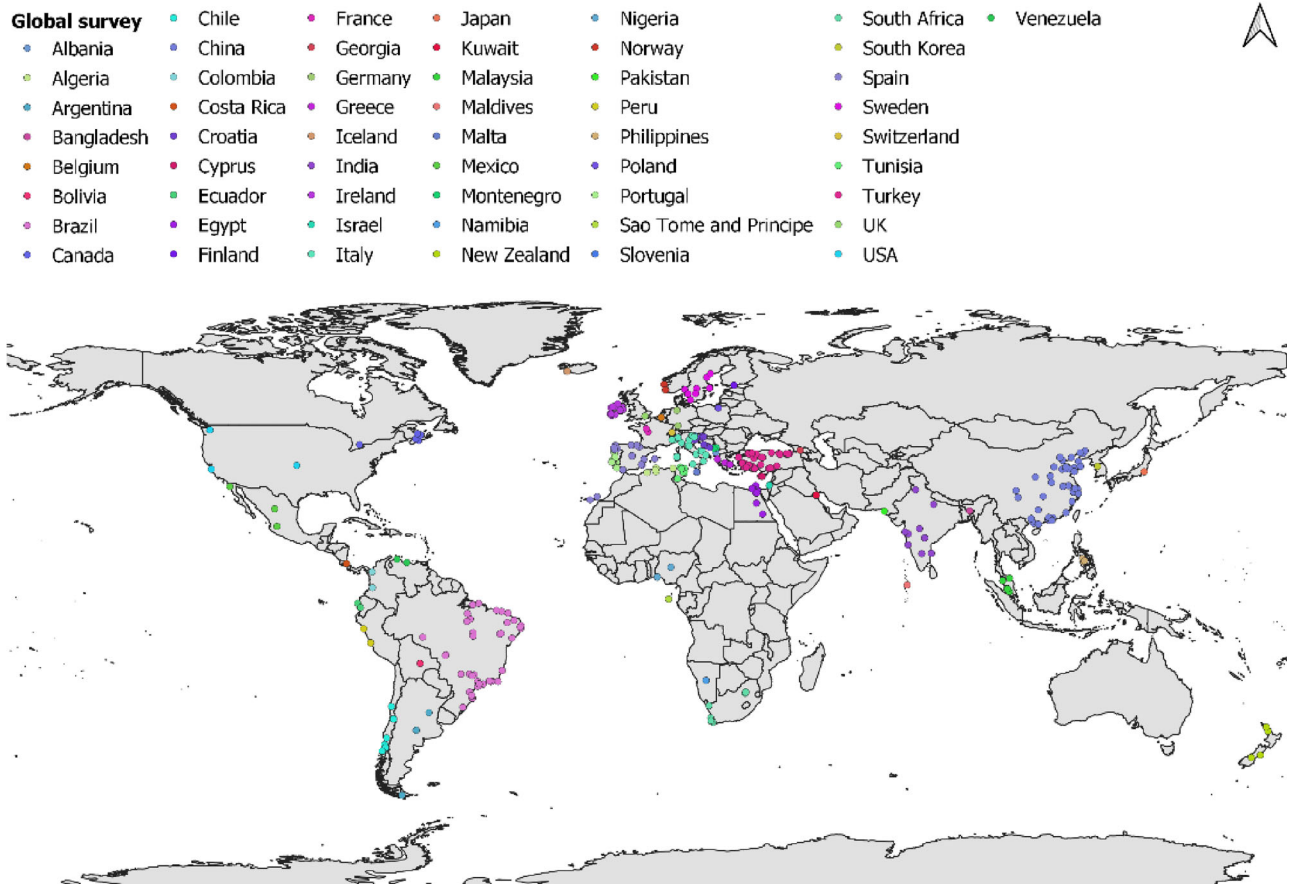 Global survey
Albania
Algeria
Argentina
Bangladesh
Belgium
Bolivia
Brazil
Canada
Chile
China
Colombia
Costa Rica
Croatia
Cyprus
Ecuador
Egypt
Finland
France
Georgia
Germany
Greece
Iceland
India
Ireland
Israel
Italy
Japan
Kuwait
Malaysia
Maldives
Malta
Mexico
Montenegro
Namibia
New Zealand
Nigeria
Norway
Pakistan
Peru
Philippines
Poland
Portugal
Sao Tome and Principe
Slovenia
South Africa
South Korea
Spain
Sweden
Switzerland
Tunisia
Turkey
UK
USA
Venezuela